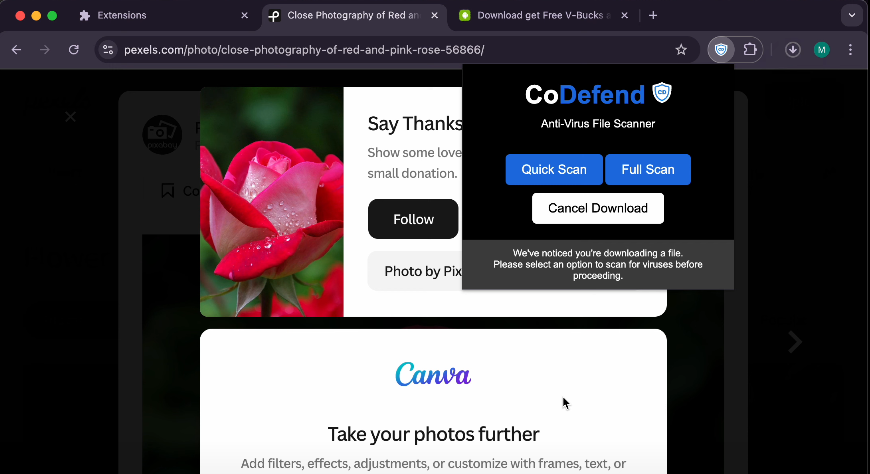 Extensions
Close Photography of Red an
Download get Free V-Bucks a
pexels.com/photo/close-photography-of-red-and-pink-rose-56866/
M
CoDefend
CD
Anti-Virus File Scanner
Quick Scan
Full Scan
Cancel Download
We've noticed you're downloading a file.
Please select an option to scan for viruses before
proceeding.
Say Thanks
Show some love
small donation.
Follow
Photo by Pix
Canva
Take your photos further
Add filters, effects, adjustments, or customize with frames, text, or